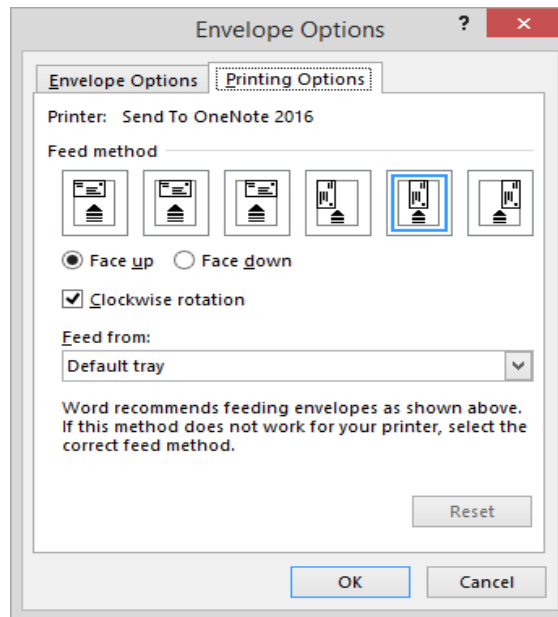 Envelope Options
?
Envelope Options
Printing Options
Printer: Send To OneNote 2016
Feed method
Face up
Face down
Clockwise rotation
Feed from:
Default tray
Word recommends feeding envelopes as shown above.
If this method does not work for your printer, select the
correct feed method.
Reset
OK
Cancel